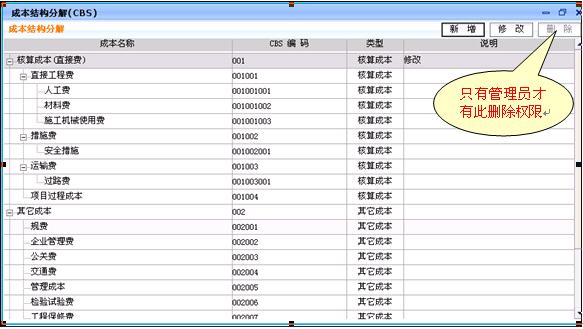 成本结构分解(CBS)
成本结构分解
新 增 修 改 删 除
成本名称 CBS 编 码 类型 说明
核算成本(直接费) 001 核算成本 修改
直接工程费 001001 核算成本
人工费 001001001 核算成本
材料费 001001002 核算成本
施工机械使用费 001001003 核算成本
措施费 001002 核算成本
安全措施 001002001 核算成本
运输费 001003 核算成本
过路费 001003001 核算成本
项目过程成本 001004 核算成本
其它成本 002 其它成本
规费 002001 其它成本
企业管理费 002002 其它成本
公关费 002003 其它成本
交通费 002004 其它成本
管理成本 002005 其它成本
检验试验费 002006 其它成本
工程保修费 002007 其它成本
只有管理员才
有此删除权限